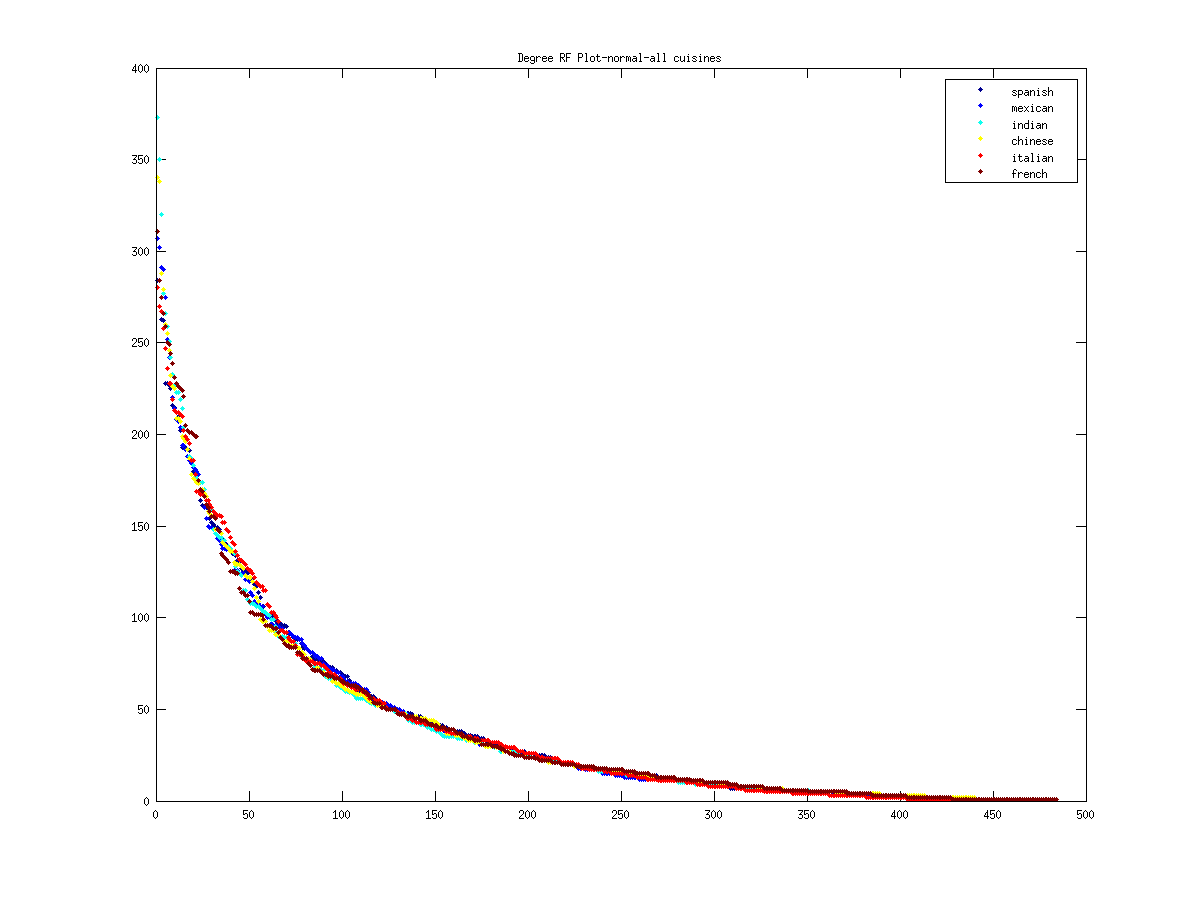 Degree RF Plot-normal-all cuisines
400
350
300
250
200
150
100
50
0
0 50 100 150 200 250 300 350 400 450 500
spanish
mexican
indian
chinese
italian
french